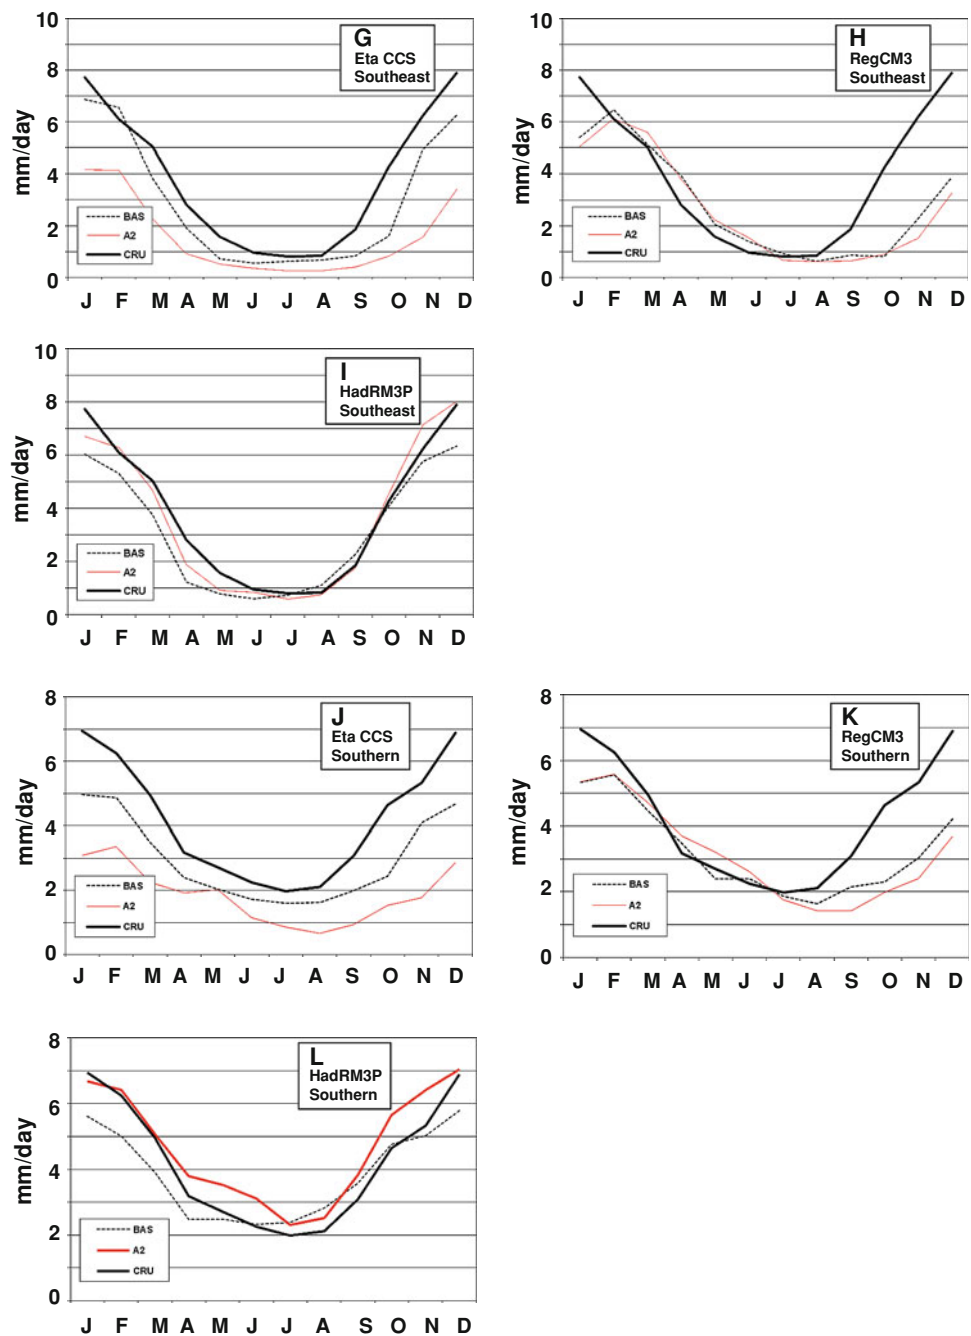 G
Eta CCS
Southeast
mm/day
10
8
6
4
2
0
BAS
A2
CRU
J F M A M J J A S O N D
H
RegCM3
Southeast
mm/day
10
8
6
4
2
0
BAS
A2
CRU
J F M A M J J A S O N D
I
HadRM3P
Southeast
mm/day
10
8
6
4
2
0
BAS
A2
CRU
J F M A M J J A S O N D
J
Eta CCS
Southern
mm/day
8
6
4
2
0
BAS
A2
CRU
J F M A M J J A S O N D
K
RegCM3
Southern
mm/day
8
6
4
2
0
BAS
A2
CRU
J F M A M J J A S O N D
L
HadRM3P
Southern
mm/day
8
6
4
2
0
BAS
A2
CRU
J F M A M J J A S O N D